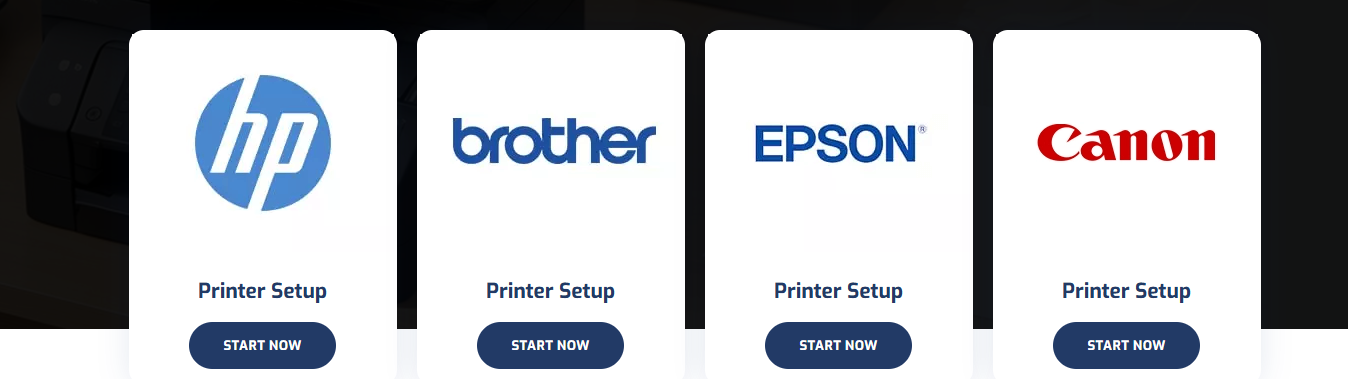 hp
brother
EPSON®
Canon
Printer Setup
Printer Setup
Printer Setup
Printer Setup
START NOW
START NOW
START NOW
START NOW